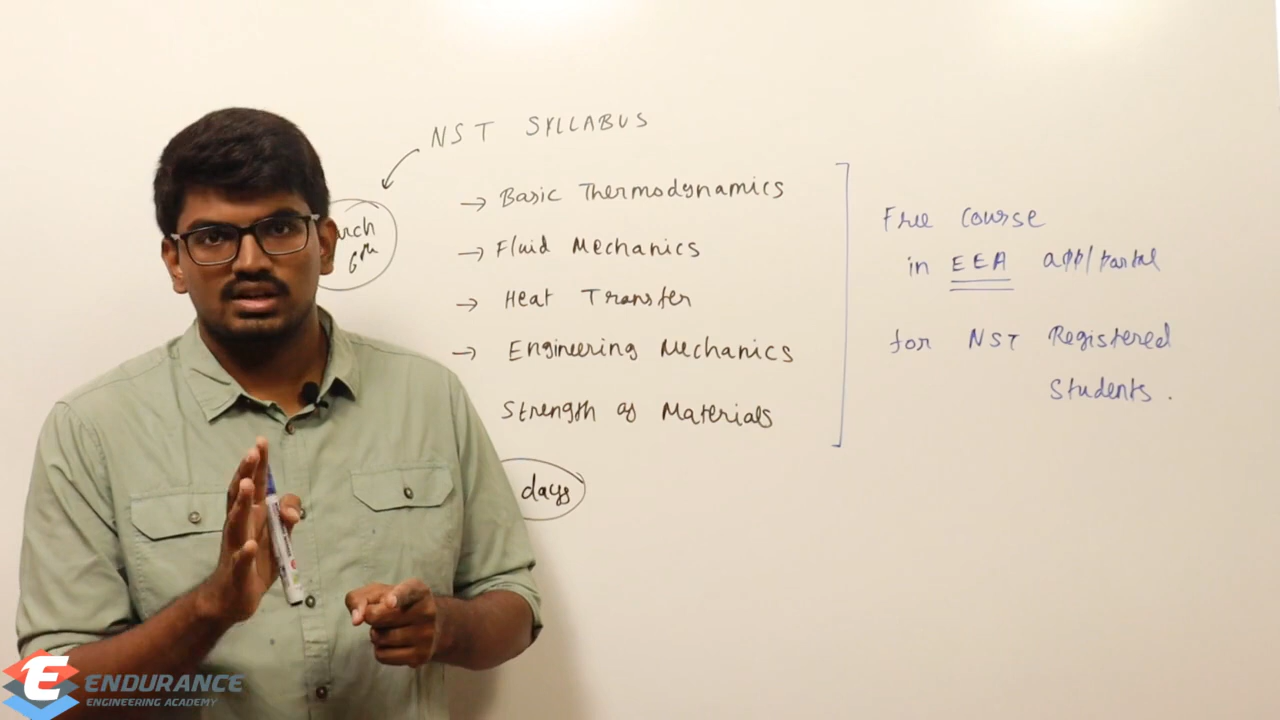 NST SYLLABUS
→ Basic Thermodynamics
→ Fluid Mechanics
→ Heat Transfer
→ Engineering Mechanics
Strength of Materials
days
Free Course
in EEA app/portal
for NST Registered
Students.
E ENDURANCE
ENGINEERING ACADEMY